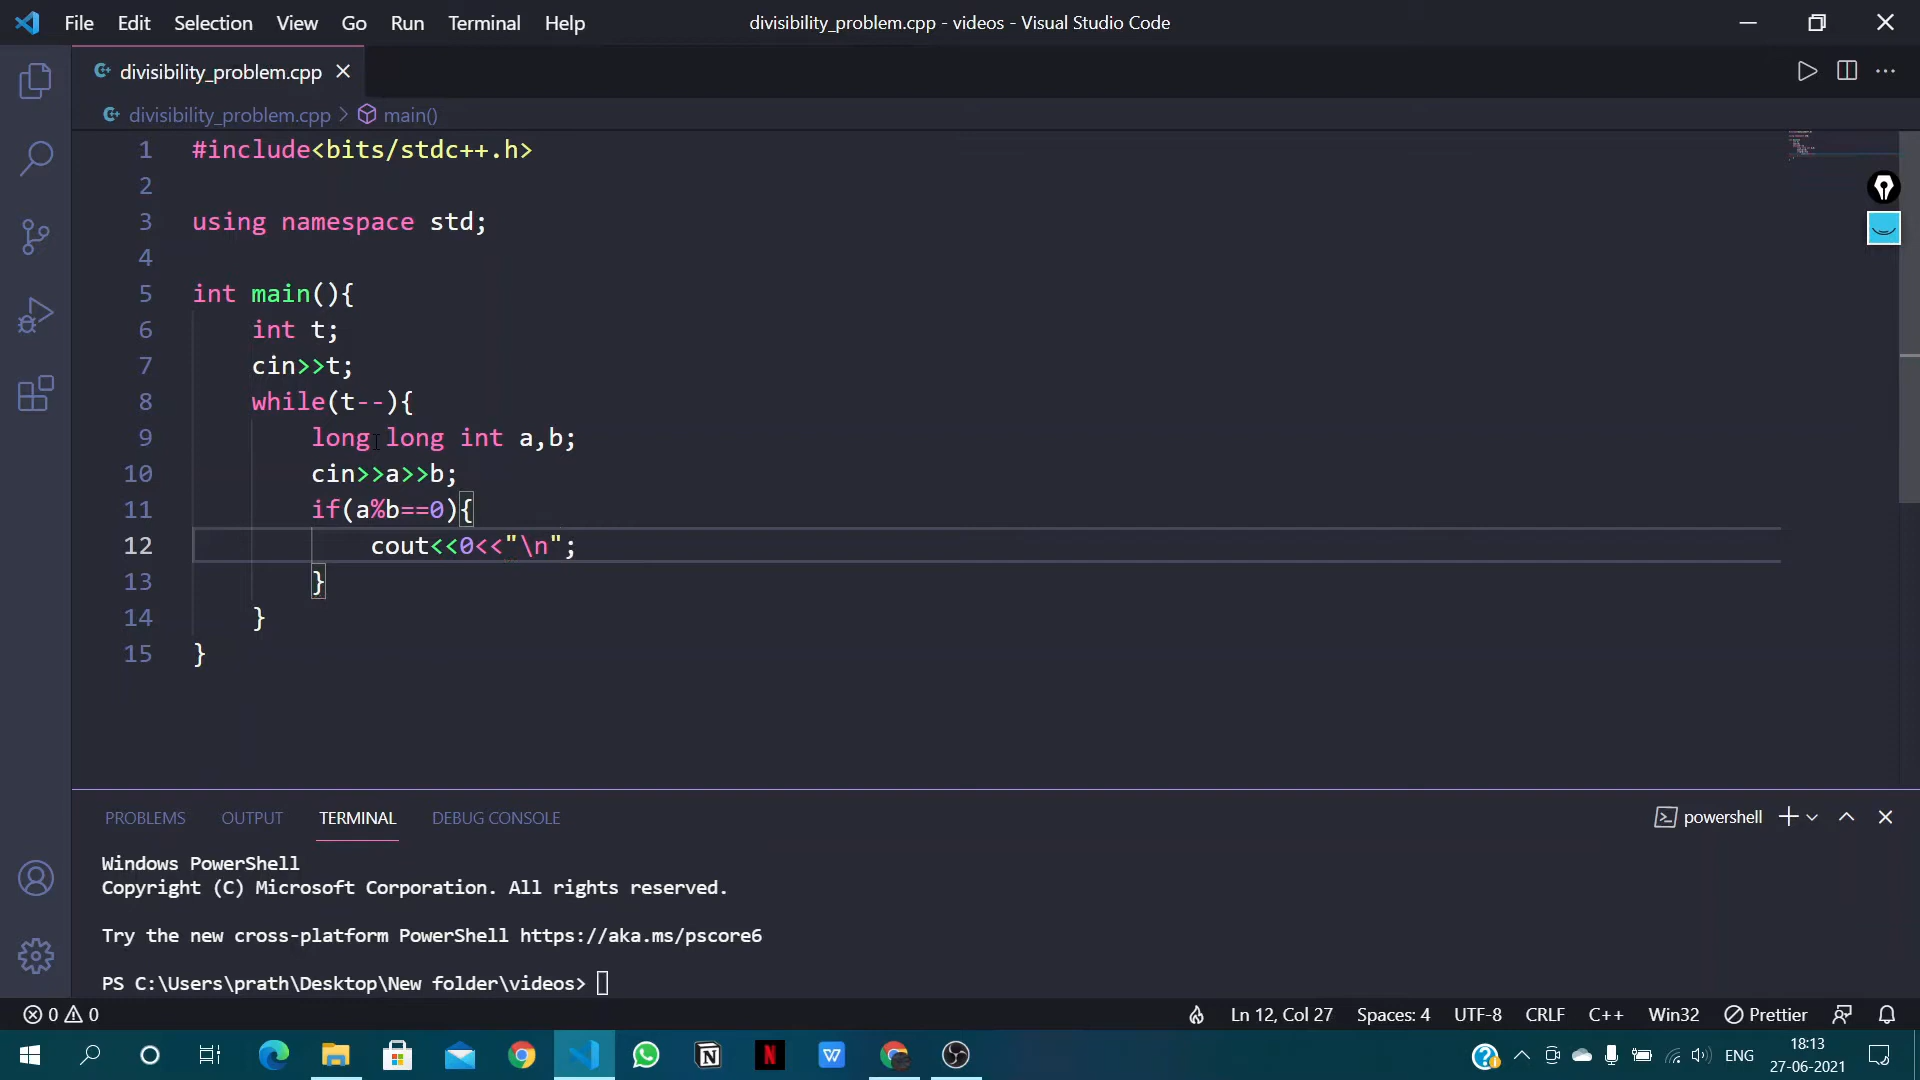 File Edit Selection View Go Run Terminal Help divisibility_problem.cpp - videos - Visual Studio Code
divisibility_problem.cpp
divisibility_problem.cpp > main()
1 #include<bits/stdc++.h>
2
3 using namespace std;
4
5 int main(){
6 int t;
7 cin>>t;
8 while(t--){
9 long long int a,b;
10 cin>>a>>b;
11 if(a%b==0){
12 cout<<0<<"\n";
13 }
14 }
15 }
PROBLEMS OUTPUT TERMINAL DEBUG CONSOLE powershell
Windows PowerShell
Copyright (C) Microsoft Corporation. All rights reserved.
Try the new cross-platform PowerShell https://aka.ms/pscore6
PS C:\Users\prath\Desktop\New folder\videos>
0 0 Ln 12, Col 27 Spaces: 4 UTF-8 CRLF C++ Win32 Prettier
N N W ENG 18:13
27-06-2021